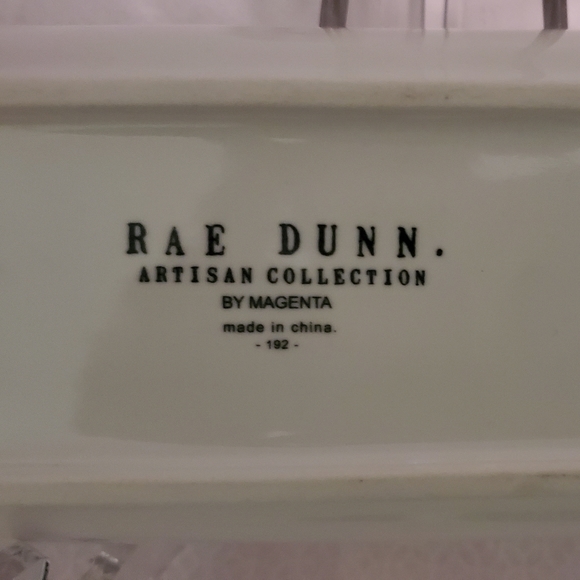 RAE DUNN.
ARTISAN COLLECTION
BY MAGENTA
made in china.
- 192 -